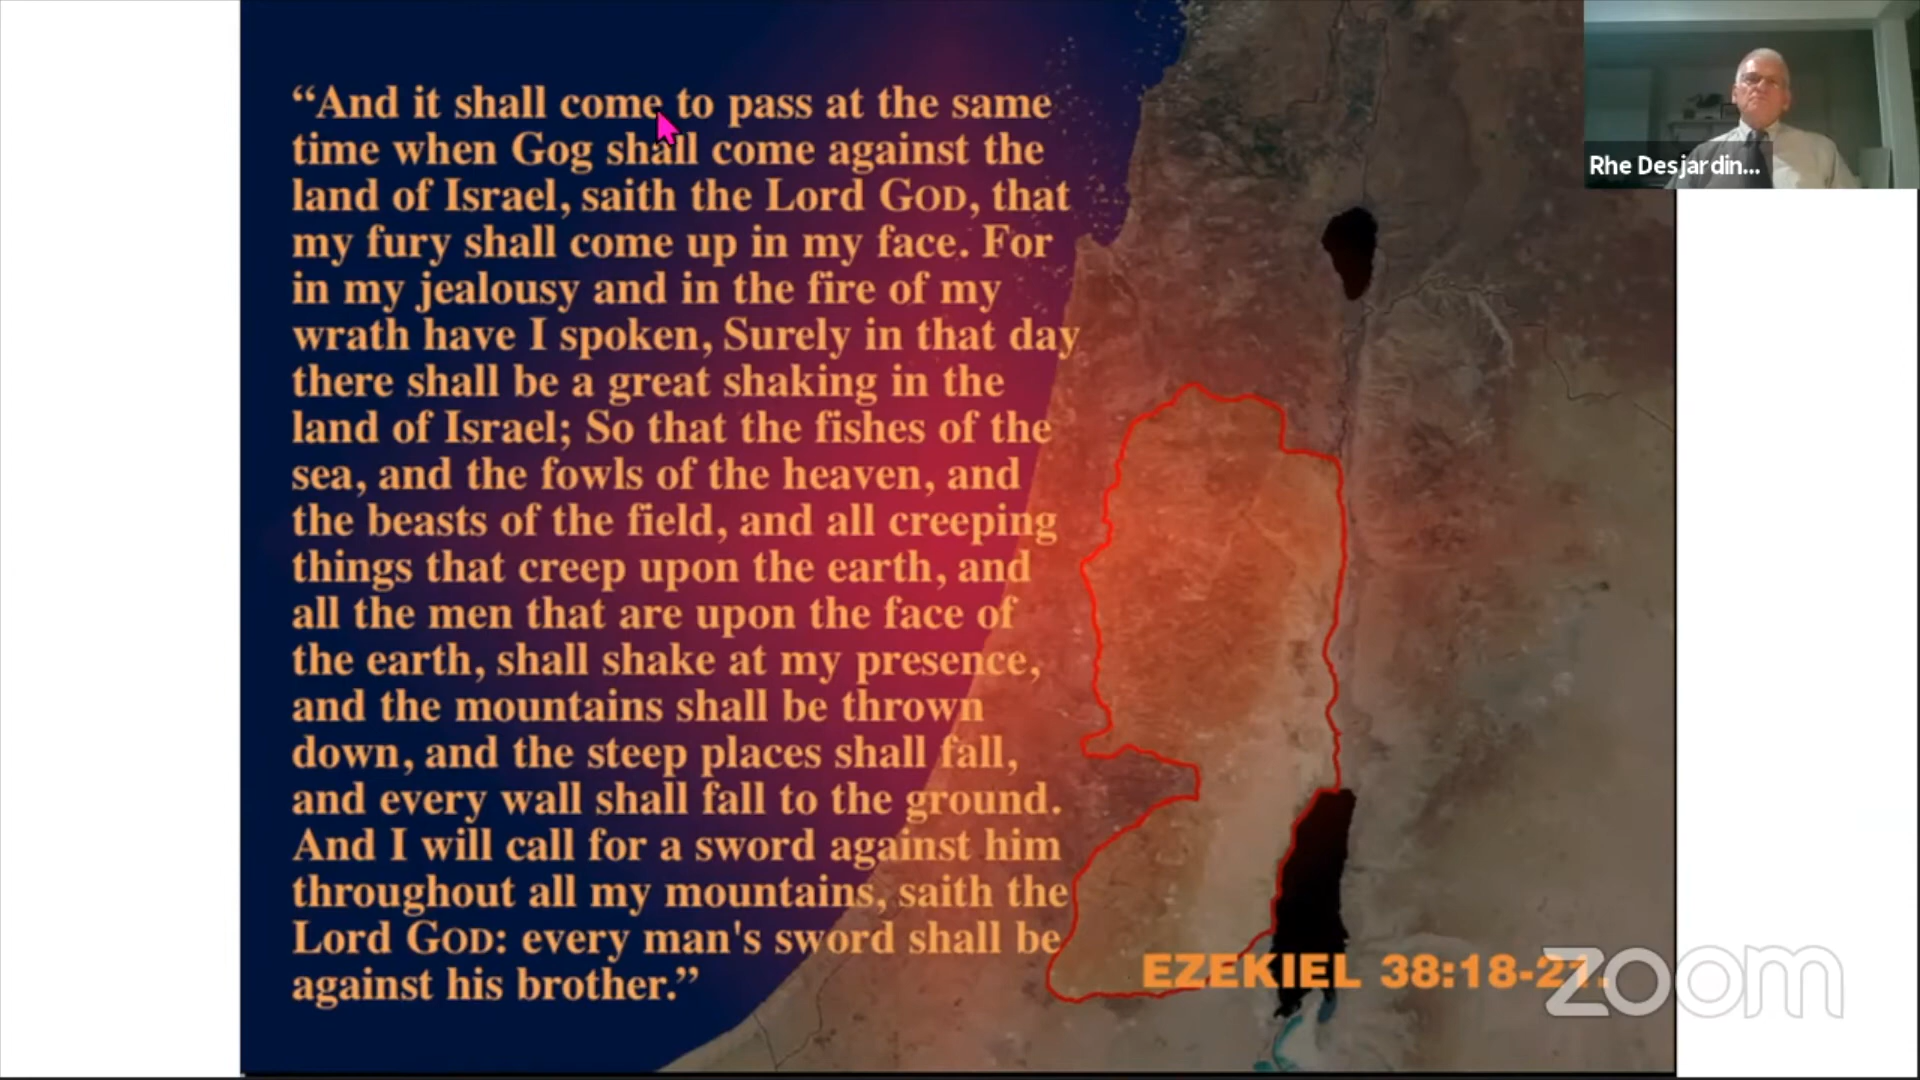 “And it shall come to pass at the same
time when Gog shall come against the
land of Israel, saith the Lord GOD, that
my fury shall come up in my face. For
in my jealousy and in the fire of my
wrath have I spoken, Surely in that day
there shall be a great shaking in the
land of Israel; So that the fishes of the
sea, and the fowls of the heaven, and
the beasts of the field, and all creeping
things that creep upon the earth, and
all the men that are upon the face of
the earth, shall shake at my presence,
and the mountains shall be thrown
down, and the steep places shall fall,
and every wall shall fall to the ground.
And I will call for a sword against him
throughout all my mountains, saith the
Lord GOD: every man's sword shall be
against his brother.”
EZEKIEL 38:18-21.
zoom
Rhe Desjardin...